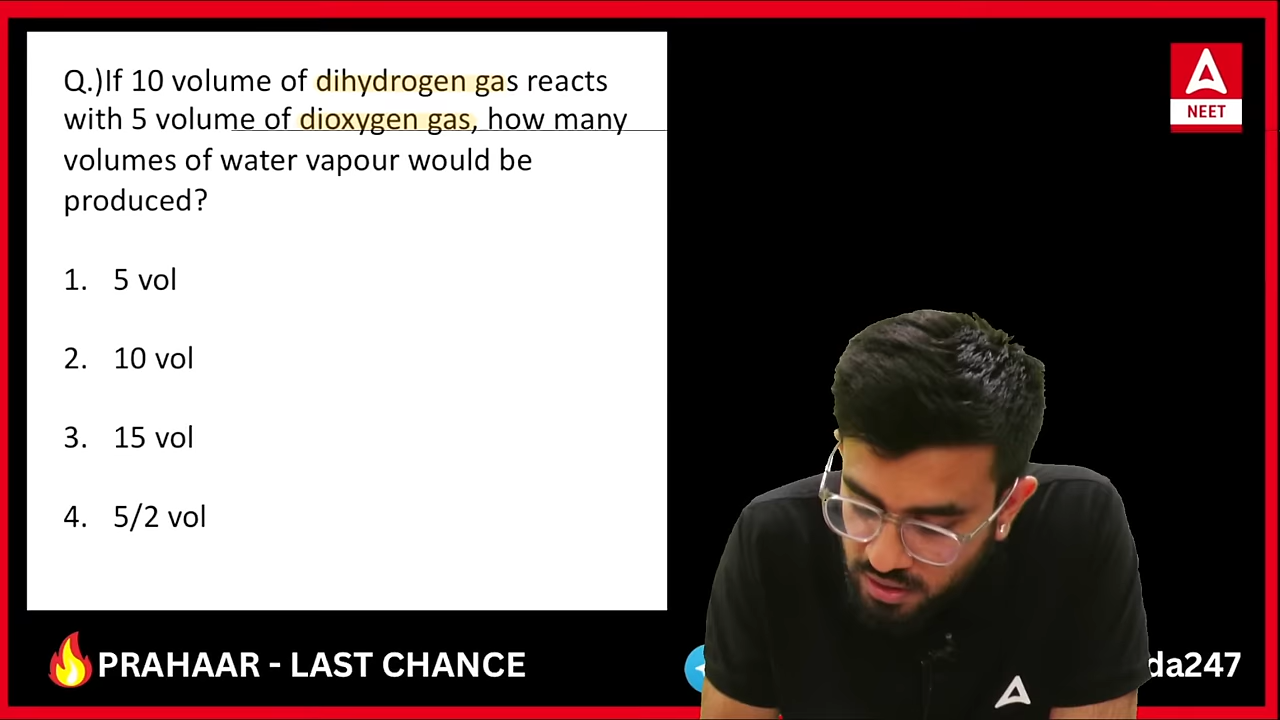 Q.)If 10 volume of dihydrogen gas reacts
with 5 volume of dioxygen gas, how many
volumes of water vapour would be
produced?
1. 5 vol
2. 10 vol
3. 15 vol
4. 5/2 vol
NEET
PRAHAAR - LAST CHANCE
da247